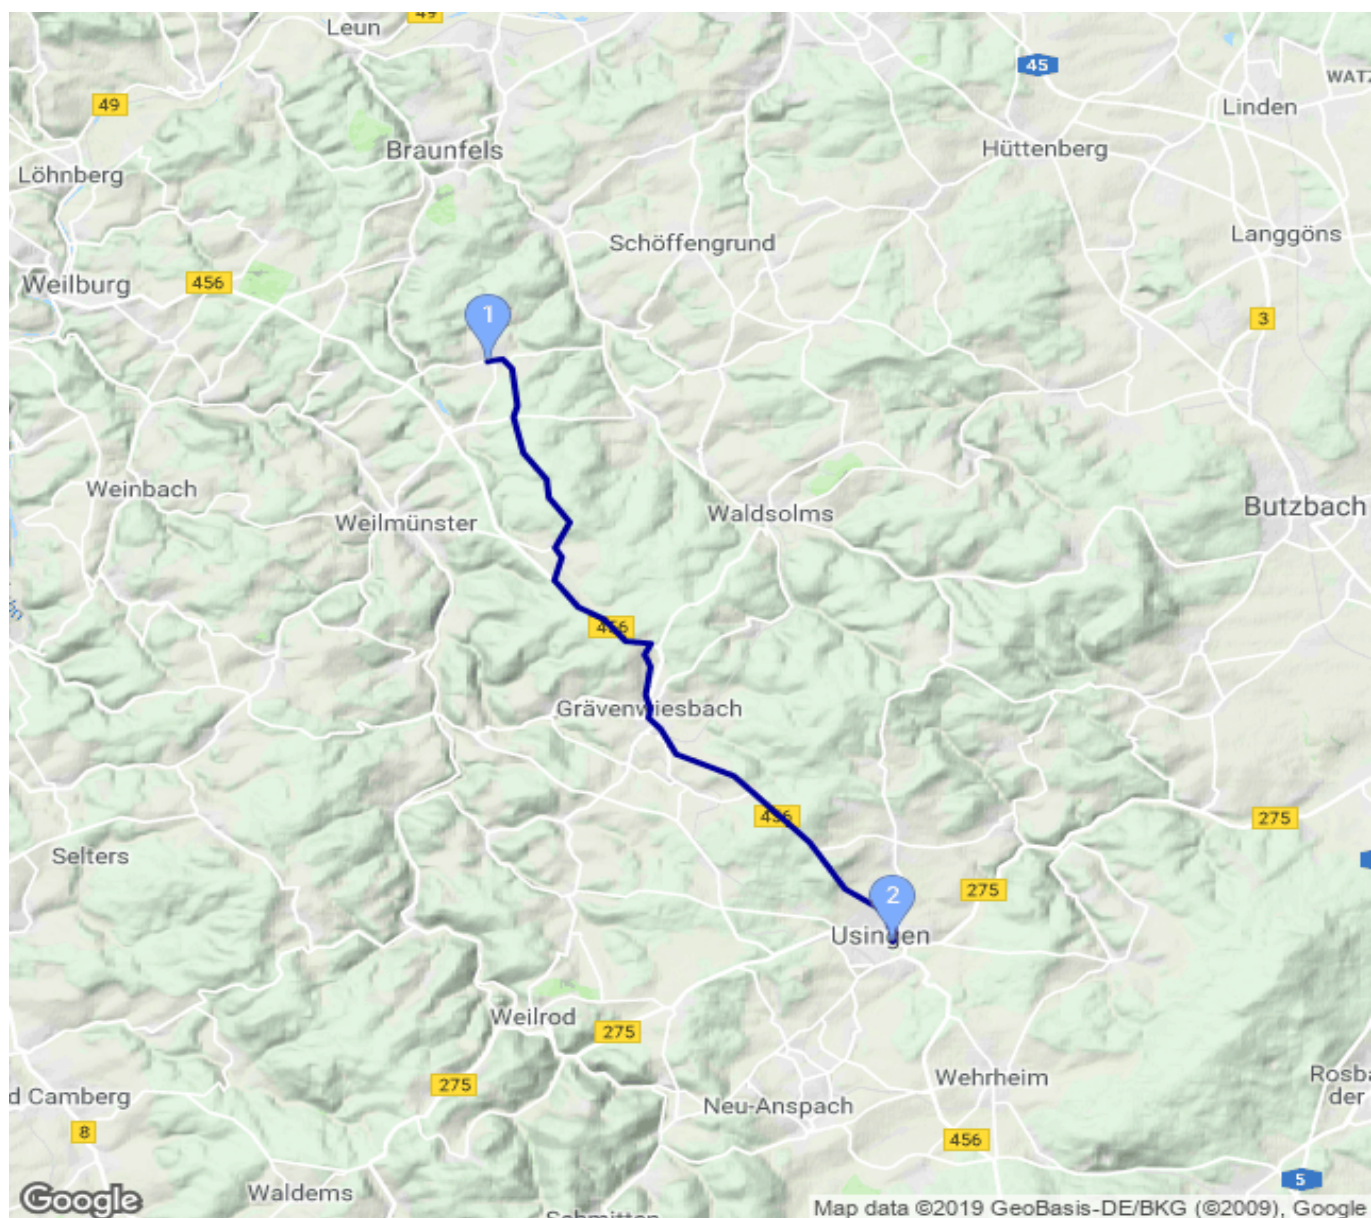 Leun
49
45
WATZ
49
Linden
Braunfels
Hüttenberg
Löhnberg
Schöffengrund
Langgöns
Weilburg
456
1
3
Weinbach
Waldsolms
Butzbach
Weilmünster
456
Grävenwiesbach
456
275
Selters
2
275
Usingen
Weilrod
275
Wehrheim
Rosba
der
275
d Camberg
Neu-Anspach
8
456
5
Waldems
Google
Schmitten
Map data ©2019 GeoBasis-DE/BKG (©2009), Google